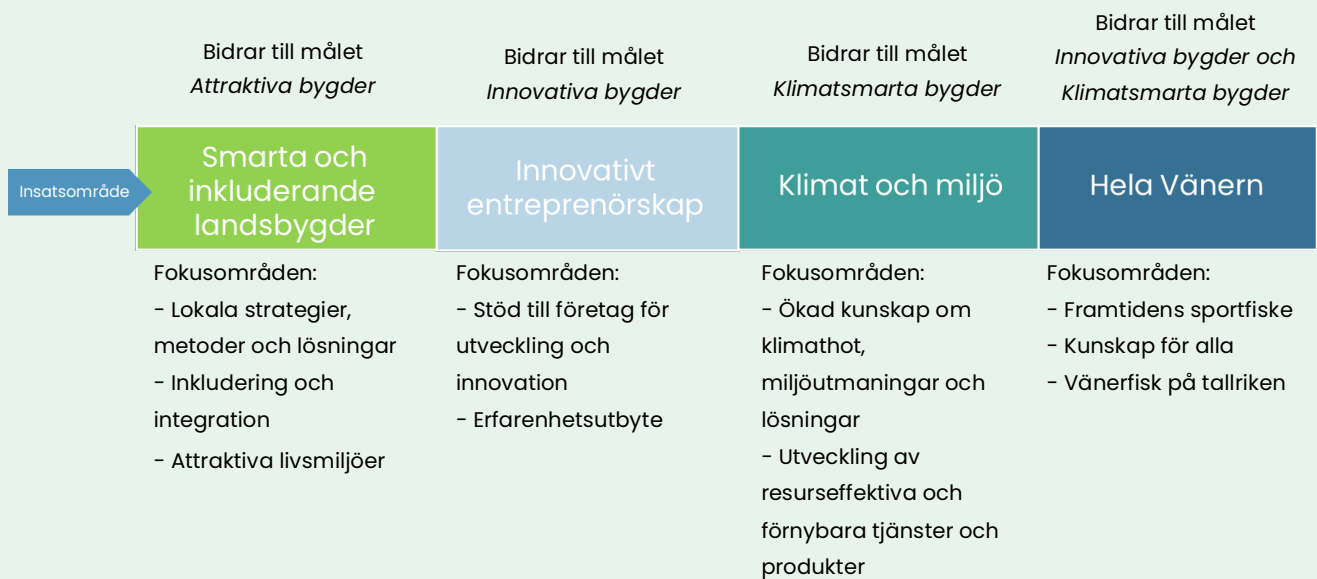 Bidrar till målet
Attraktiva bygder
Bidrar till målet
Innovativa bygder
Bidrar till målet
Klimatsmarta bygder
Bidrar till målet
Innovativa bygder och
Klimatsmarta bygder
Insatsområde
Smarta och
inkluderande
landsbygder
Innovativt
entreprenörskap
Klimat och miljö
Hela Vänern
Fokusområden:
- Lokala strategier,
metoder och lösningar
- Inkludering och
integration
- Attraktiva livsmiljöer
Fokusområden:
- Stöd till företag för
utveckling och
innovation
- Erfarenhetsutbyte
Fokusområden:
- Ökad kunskap om
klimathot,
miljöutmaningar och
lösningar
- Utveckling av
resurseffektiva och
förnybara tjänster och
produkter
Fokusområden:
- Framtidens sportfiske
- Kunskap för alla
- Vänerfisk på tallriken